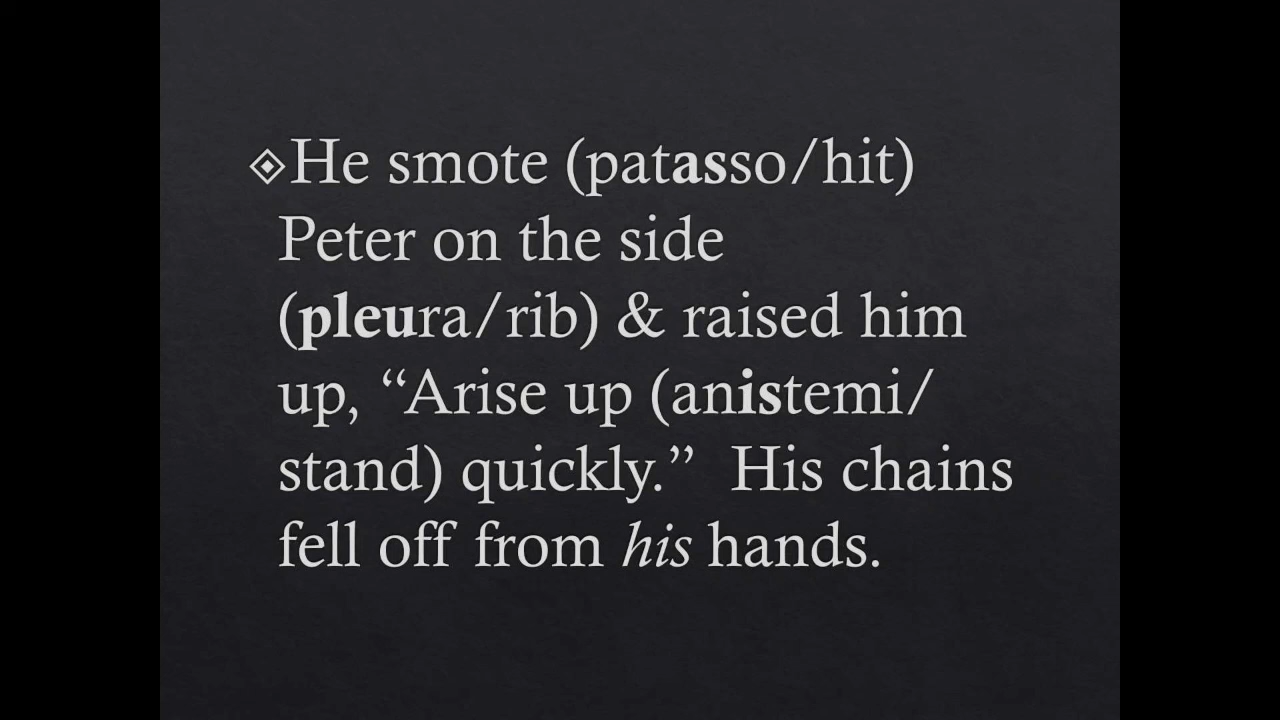 He smote (patasso/hit)
Peter on the side
(pleura/rib) & raised him
up, “Arise up (anistemi/
stand) quickly.”  His chains
fell off from his hands.